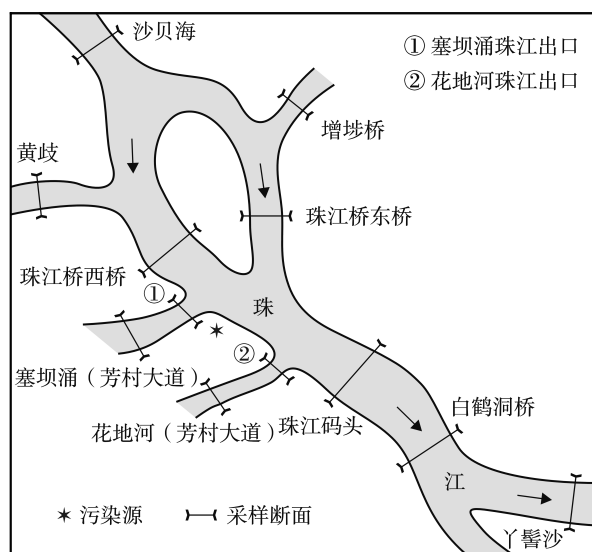 沙贝海
① 塞坝涌珠江出口
② 花地河珠江出口
增埗桥
黄歧
珠江桥东桥
珠江桥西桥
①
珠
②
塞坝涌（芳村大道）
白鹤洞桥
花地河（芳村大道）
珠江码头
江
污染源
采样断面
丫髻沙